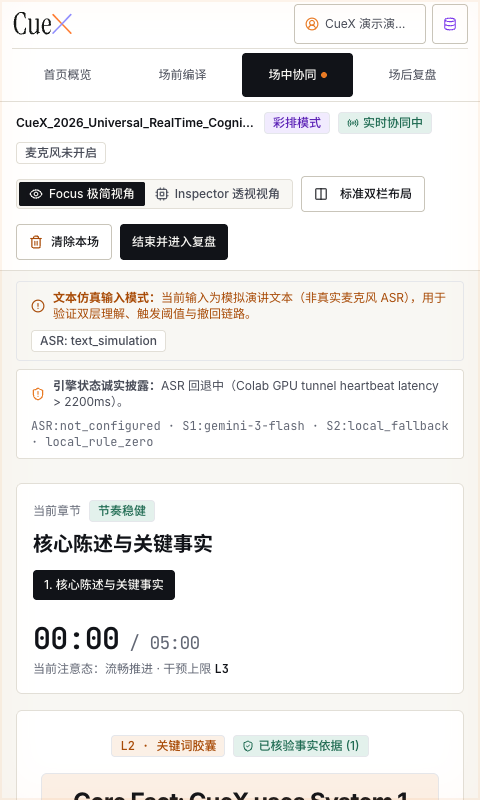 CueX
CueX 演示演...
首页概览
场前编译
场中协同
场后复盘
CueX_2026_Universal_RealTime_Cogni...
彩排模式
实时协同中
麦克风未开启
Focus 极简视角
Inspector 透视视角
标准双栏布局
清除本场
结束并进入复盘
文本仿真输入模式：当前输入为模拟演讲文本（非真实麦克风 ASR），用于
验证双层理解、触发阈值与撤回链路。
ASR: text_simulation
引擎状态诚实披露：ASR 回退中（Colab GPU tunnel heartbeat latency
> 2200ms）。
ASR:not_configured · S1:gemini-3-flash · S2:local_fallback
· local_rule_zero
当前章节
节奏稳健
核心陈述与关键事实
1. 核心陈述与关键事实
00:00 / 05:00
当前注意态：流畅推进 · 干预上限 L3
L2 · 关键词胶囊
已核验事实依据 (1)
Core Fact: CueX uses System 1